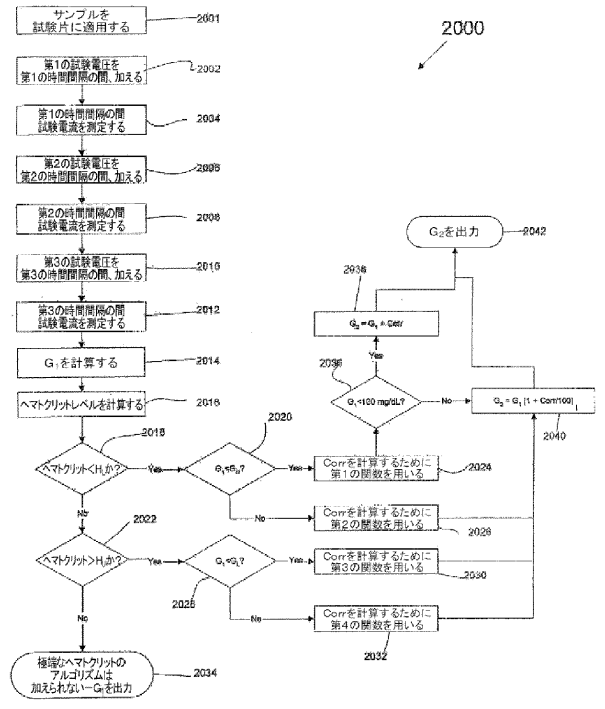 サンプルを
試験片に適用する
2001
2000
第1の試験電圧を
第1の時間間隔の間、加える
2002
第1の時間間隔の間
試験電流を測定する
2004
第2の試験電圧を
第2の時間間隔の間、加える
2006
第2の時間間隔の間
試験電流を測定する
2008
第3の試験電圧を
第3の時間間隔の間、加える
2010
第3の時間間隔の間
試験電流を測定する
2012
G₁を計算する
2014
ヘマトクリットレベルを計算する
2016
ヘマトクリット<H
か?
2018
Yes
No
2020
Yes
No
Corrを計算するために
第1の関数を用いる
2024
Corrを計算するために
第2の関数を用いる
2026
2022
ヘマトクリット>H
か?
Yes
No
2028
Yes
No
Corrを計算するために
第3の関数を用いる
2030
Corrを計算するために
第4の関数を用いる
2032
極端なヘマトクリットの
アルゴリズムは
加えられない—G₁を出力
2034
2036
Yes
No
2038
G₂ = G₁ + Corr
G₂ = G₁ [1 + Corr/100]
2040
G₂を出力
2042